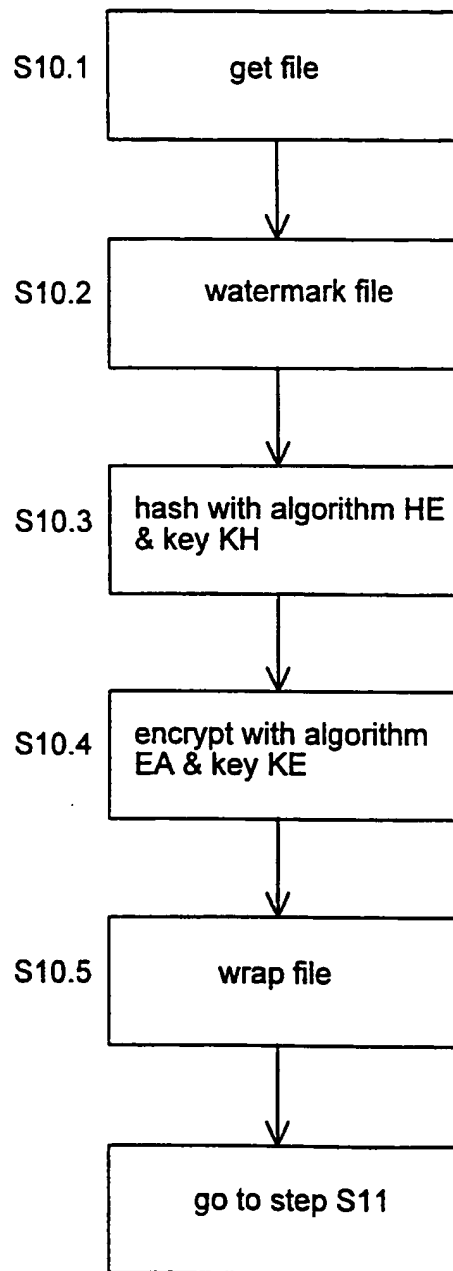 S10.1
get file
S10.2
watermark file
S10.3
hash with algorithm HE
& key KH
S10.4
encrypt with algorithm
EA & key KE
S10.5
wrap file
go to step S11